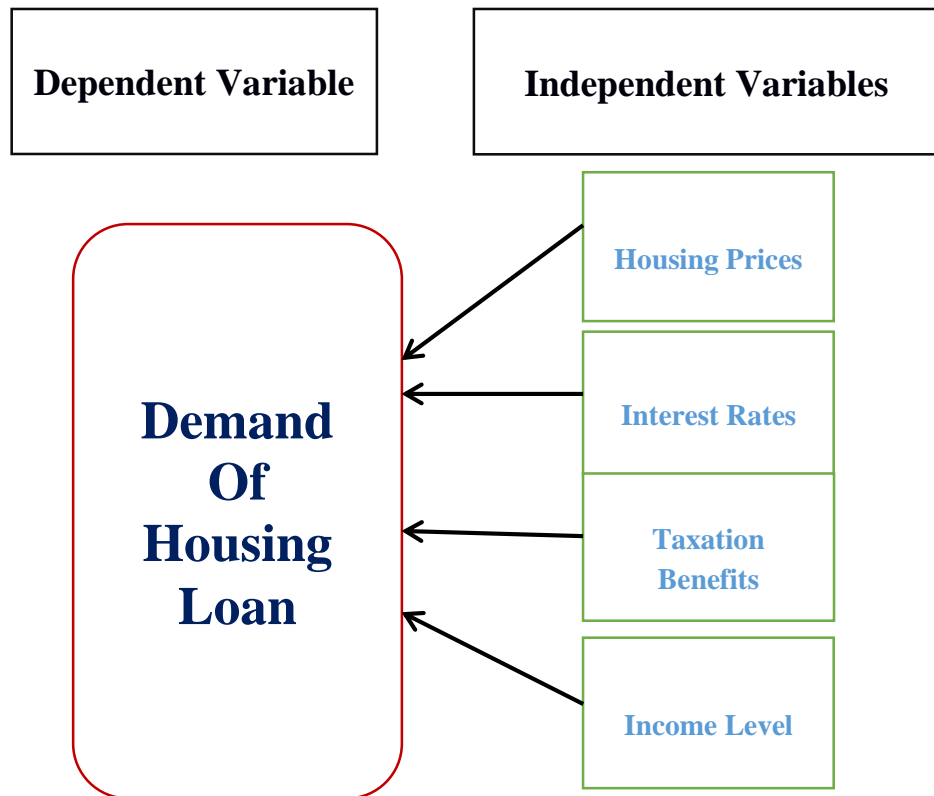 Dependent Variable
Independent Variables
Housing Prices
Interest Rates
Taxation
Benefits
Income Level
Demand
Of
Housing
Loan